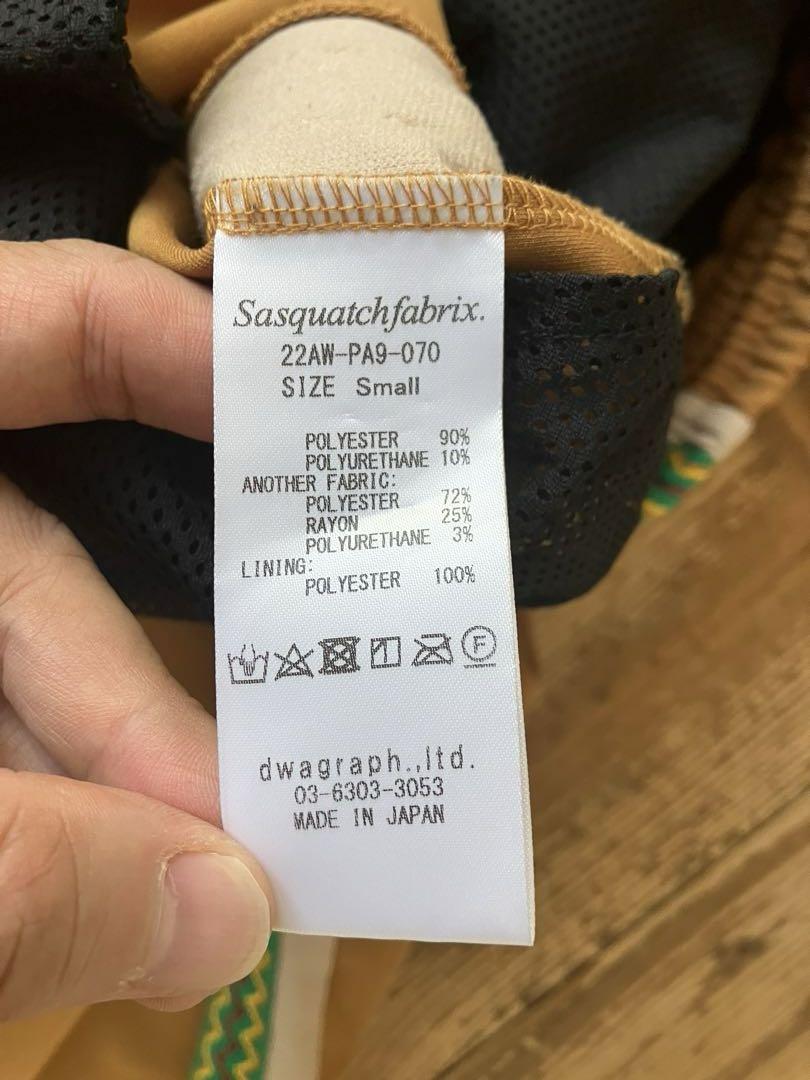 Sasquatchfabrix.
22AW-PA9-070
SIZE Small
POLYESTER 90%
POLYURETHANE 10%
ANOTHER FABRIC:
POLYESTER 72%
RAYON 25%
POLYURETHANE 3%
LINING:
POLYESTER 100%
F
dwagraph.,ltd.
03-6303-3053
MADE IN JAPAN